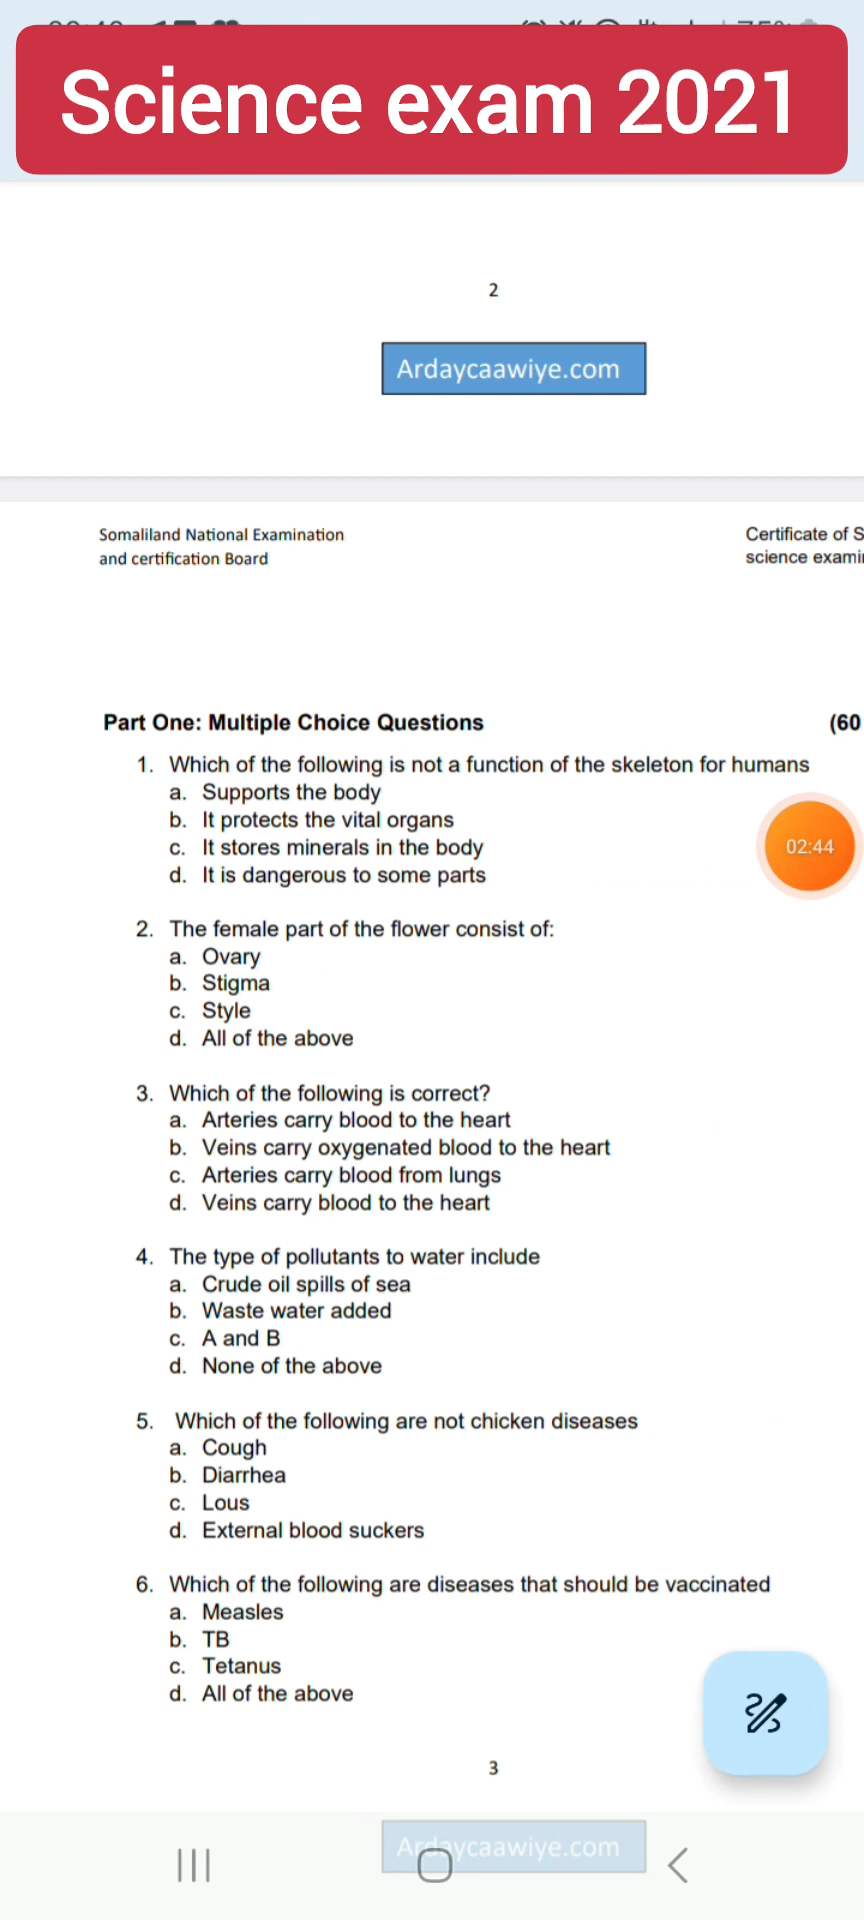 Science exam 2021
2
Ardaycaawiye.com
Somaliland National Examination
and certification Board
Certificate of S
science exami
Part One: Multiple Choice Questions (60
1. Which of the following is not a function of the skeleton for humans
a. Supports the body
b. It protects the vital organs
c. It stores minerals in the body
d. It is dangerous to some parts
02:44
2. The female part of the flower consist of:
a. Ovary
b. Stigma
c. Style
d. All of the above
3. Which of the following is correct?
a. Arteries carry blood to the heart
b. Veins carry oxygenated blood to the heart
c. Arteries carry blood from lungs
d. Veins carry blood to the heart
4. The type of pollutants to water include
a. Crude oil spills of sea
b. Waste water added
c. A and B
d. None of the above
5. Which of the following are not chicken diseases
a. Cough
b. Diarrhea
c. Lous
d. External blood suckers
6. Which of the following are diseases that should be vaccinated
a. Measles
b. TB
c. Tetanus
d. All of the above
3
Ardaycaawiye.com